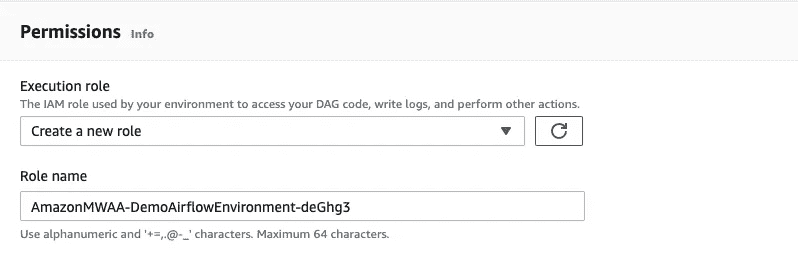 Permissions Info
Execution role
The IAM role used by your environment to access your DAG code, write logs, and perform other actions.
Create a new role
Role name
AmazonMWAA-DemoAirflowEnvironment-deGhg3
Use alphanumeric and '+=,.@-_' characters. Maximum 64 characters.